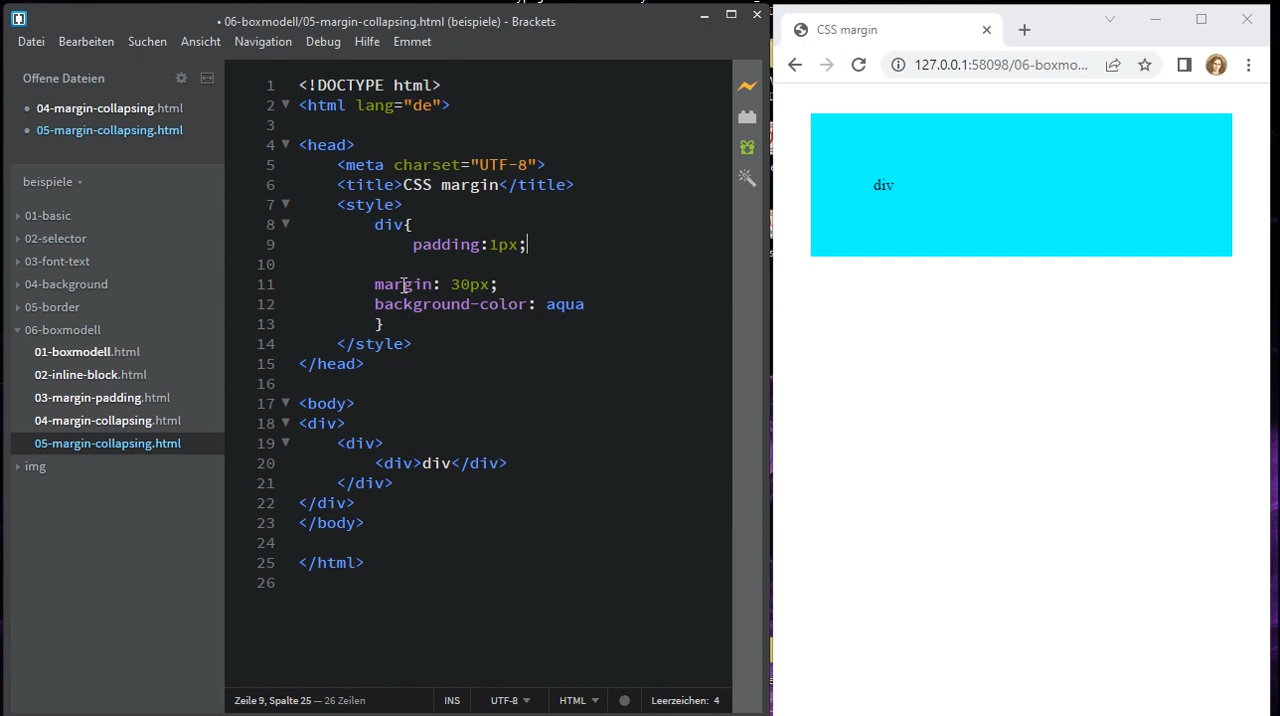 • 06-boxmodell/05-margin-collapsing.html (beispiele) - Brackets
Datei Bearbeiten Suchen Ansicht Navigation Debug Hilfe Emmet
Offene Dateien
04-margin-collapsing.html
05-margin-collapsing.html
beispiele
01-basic
02-selector
03-font-text
04-background
05-border
06-boxmodell
01-boxmodell.html
02-inline-block.html
03-margin-padding.html
04-margin-collapsing.html
05-margin-collapsing.html
img
1 <!DOCTYPE html>
2 <html lang="de">
3
4 <head>
5 <meta charset="UTF-8">
6 <title>CSS margin</title>
7 <style>
8 div{
9 padding:1px;
10
11 margin: 30px;
12 background-color: aqua
13 }
14 </style>
15 </head>
16
17 <body>
18 <div>
19 <div>
20 <div>div</div>
21 </div>
22 </div>
23 </body>
24
25 </html>
26
Zeile 9, Spalte 25 — 26 Zeilen INS UTF-8 HTML Leerzeichen: 4
CSS margin
127.0.0.1:58098/06-boxmo...
div